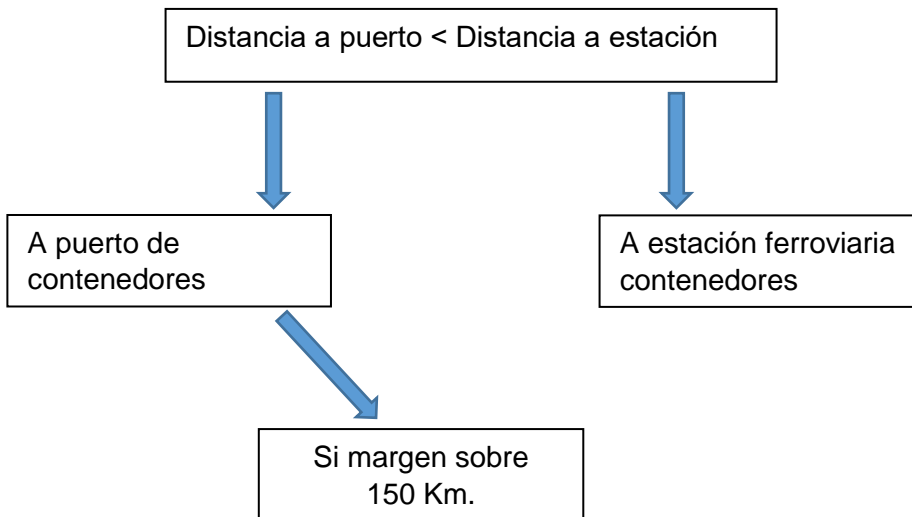 Distancia a puerto < Distancia a estación
A puerto de
contenedores
A estación ferroviaria
contenedores
Si margen sobre
150 Km.